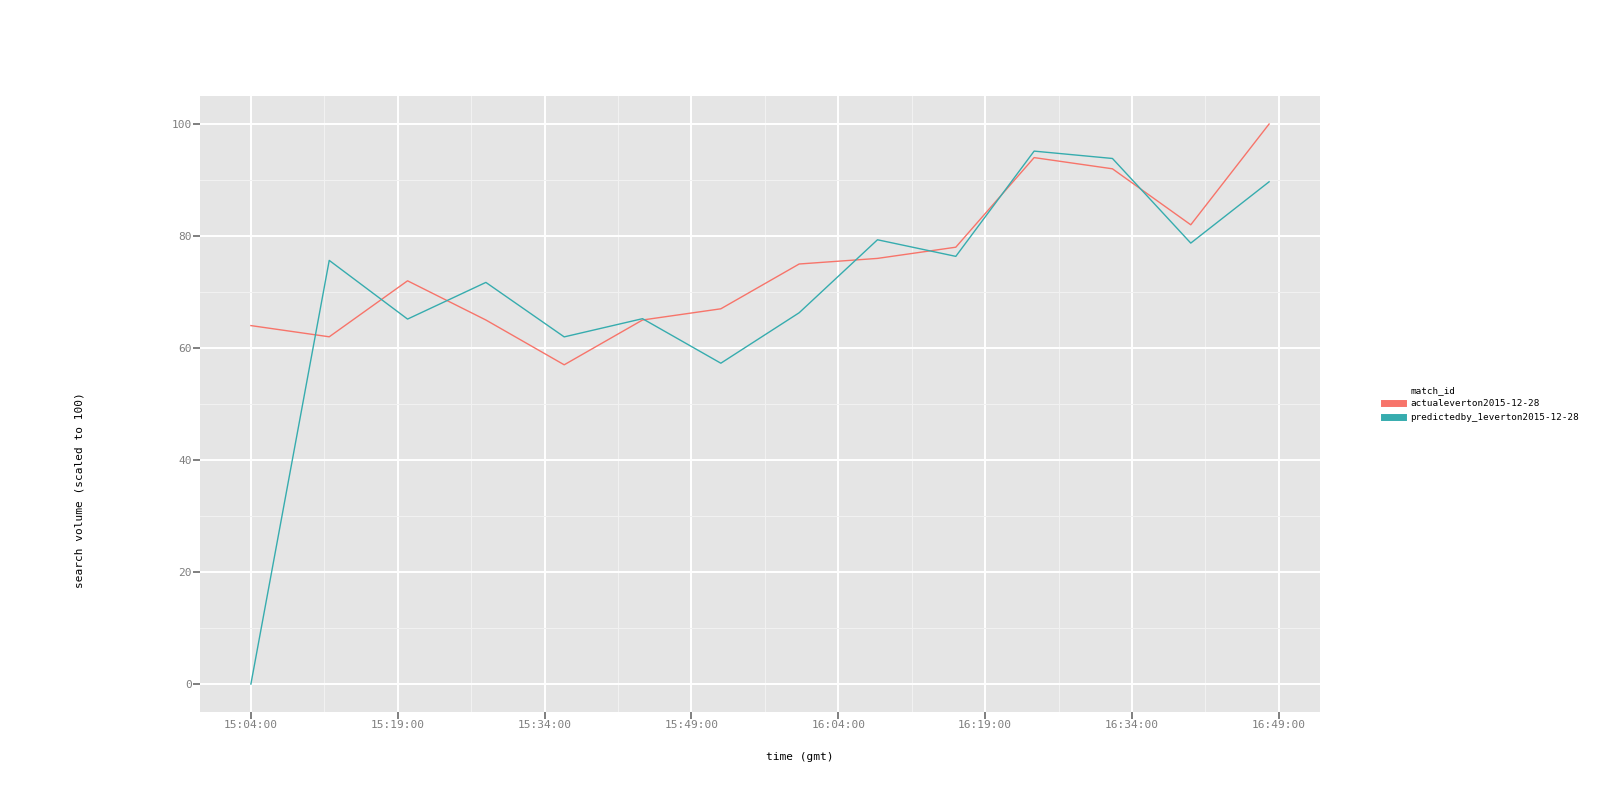 100
80
60
40
20
0
search volume (scaled to 100)
15:04:00 15:19:00 15:34:00 15:49:00 16:04:00 16:19:00 16:34:00 16:49:00
time (gmt)
match_id
actualeverton2015-12-28
predictedby_1everton2015-12-28